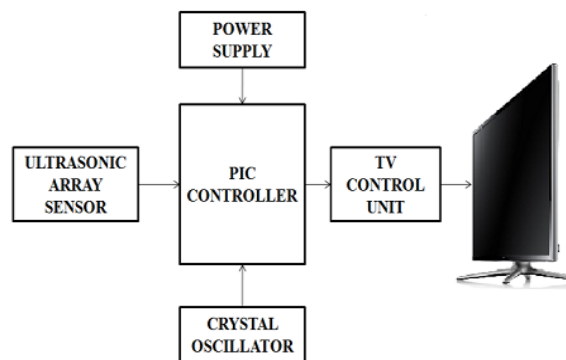 POWER
SUPPLY
ULTRASONIC
ARRAY
SENSOR
PIC
CONTROLLER
TV
CONTROL
UNIT
CRYSTAL
OSCILLATOR